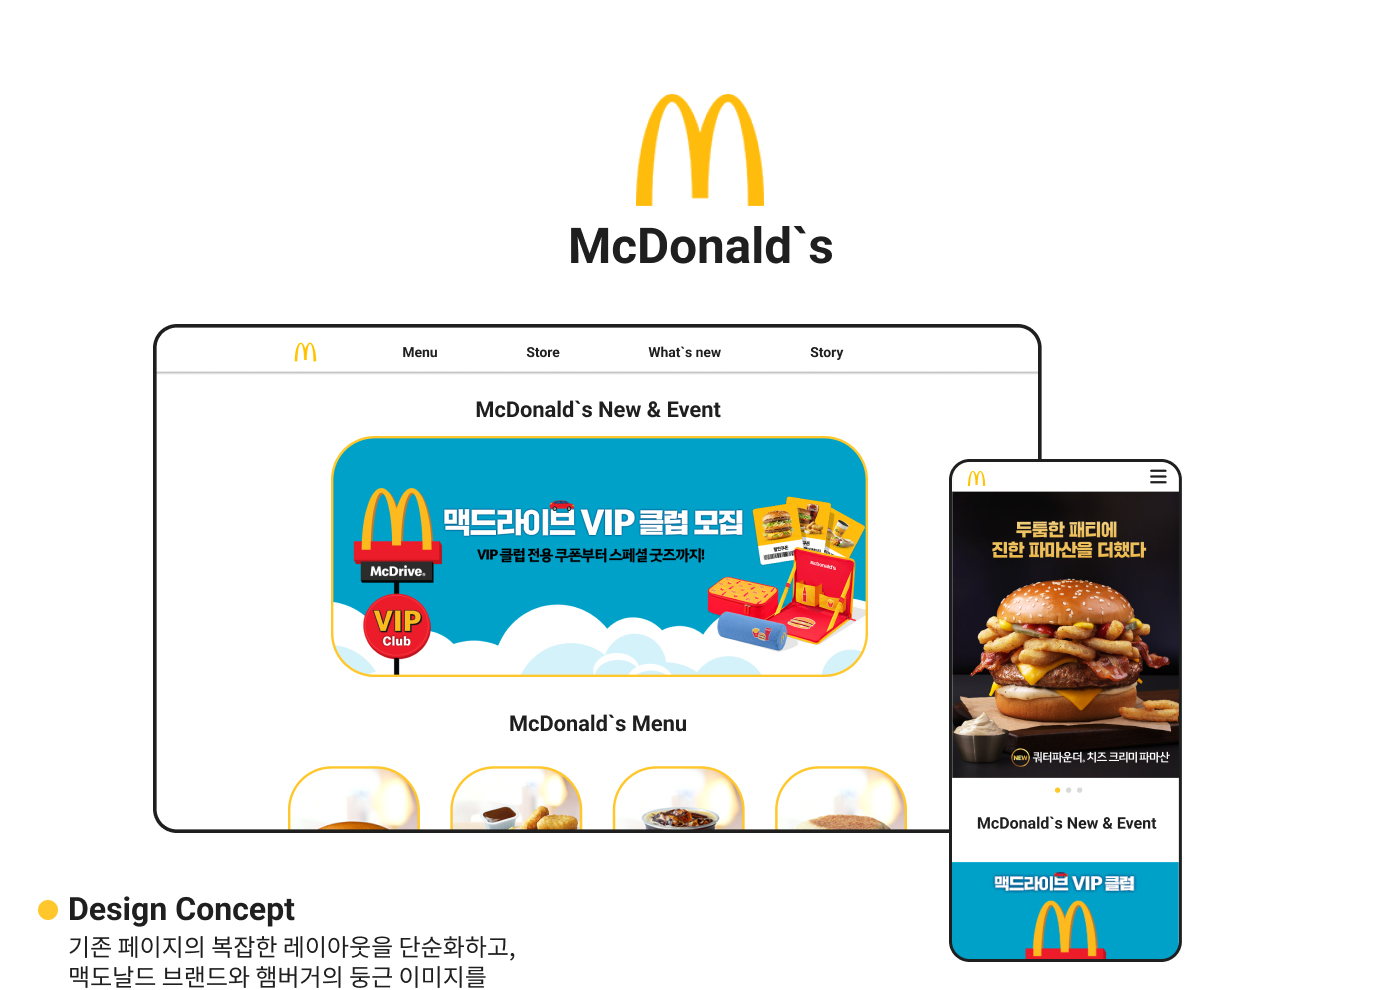 McDonald`s
Menu
Store
What`s new
Story
McDonald`s New & Event
맥드라이브 VIP 클럽 모집
VIP 클럽 전용 쿠폰부터 스페셜 굿즈까지!
McDrive.
VIP
Club
McDonald's
McDonald`s Menu
두툼한 패티에
진한 파마산을 더했다
NEW 쿼터파운더, 치즈 크리미 파마산
McDonald`s New & Event
맥드라이브 VIP 클럽
Design Concept
기존 페이지의 복잡한 레이아웃을 단순화하고,
맥도날드 브랜드와 햄버거의 둥근 이미지를